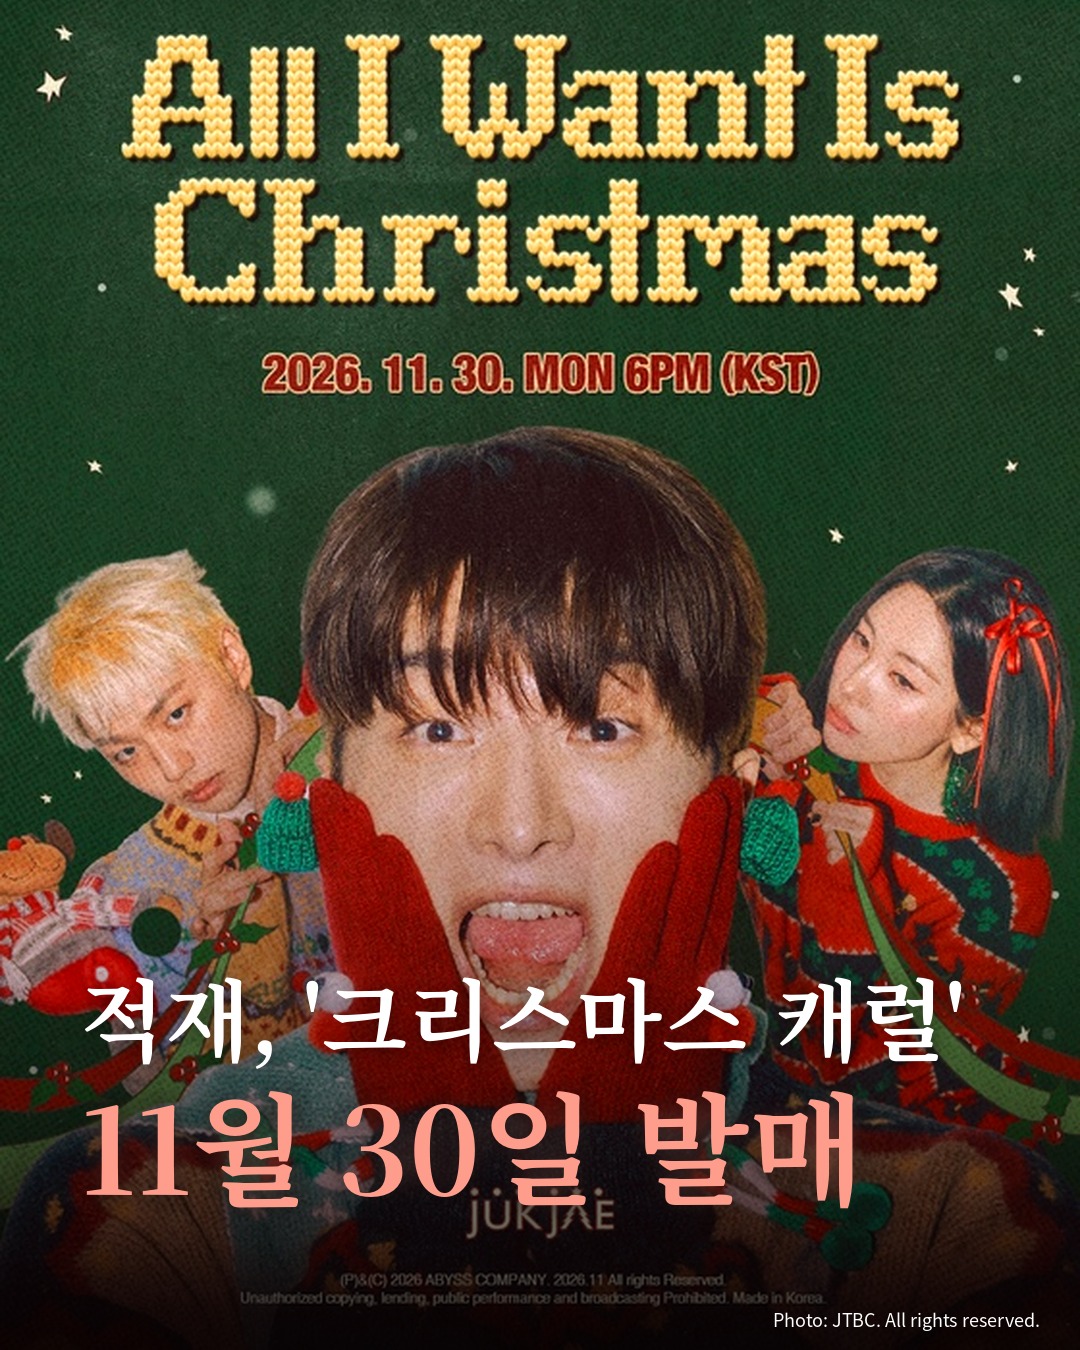 All I Want Is
Christmas
2026. 11. 30. MON 6PM (KST)
적재, '크리스마스 캐럴'
11월 30일 발매
JUKJAE
(P)&(C) 2026 ABYSS COMPANY. 2026.11 All rights Reserved.
Unauthorized copying, lending, public performance and broadcasting Prohibited. Made in Korea.
Photo: JTBC. All rights reserved.